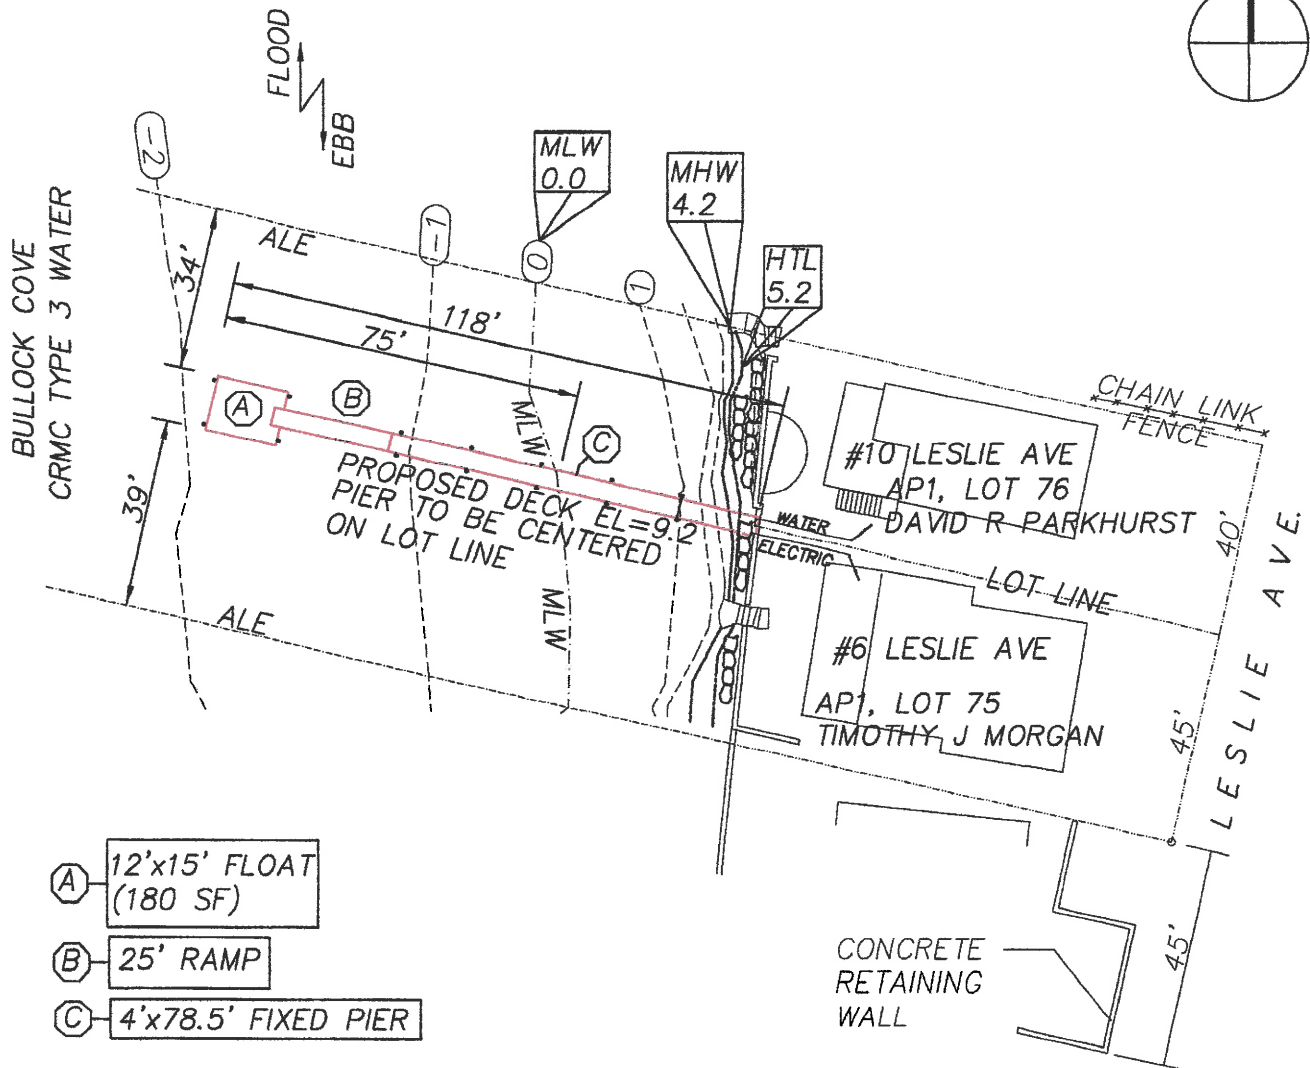 FLOOD
EBB
-2
BULLOCK COVE
CRMC TYPE 3 WATER
MLW
0.0
MHW
4.2
HTL
5.2
ALE
-1
0
1
34'
118'
75'
A
B
C
MLW
CHAIN LINK
FENCE
#10 LESLIE AVE
AP1, LOT 76
DAVID R PARKHURST
PROPOSED DECK EL=9.2
PIER TO BE CENTERED
ON LOT LINE
WATER
ELECTRIC
39'
40'
LOT LINE
ALE
MLW
#6 LESLIE AVE
AP1, LOT 75
TIMOTHY J MORGAN
45'
LESLIE AVE.
A
12'x15' FLOAT
(180 SF)
B
25' RAMP
C
4'x78.5' FIXED PIER
CONCRETE
RETAINING
WALL
45'